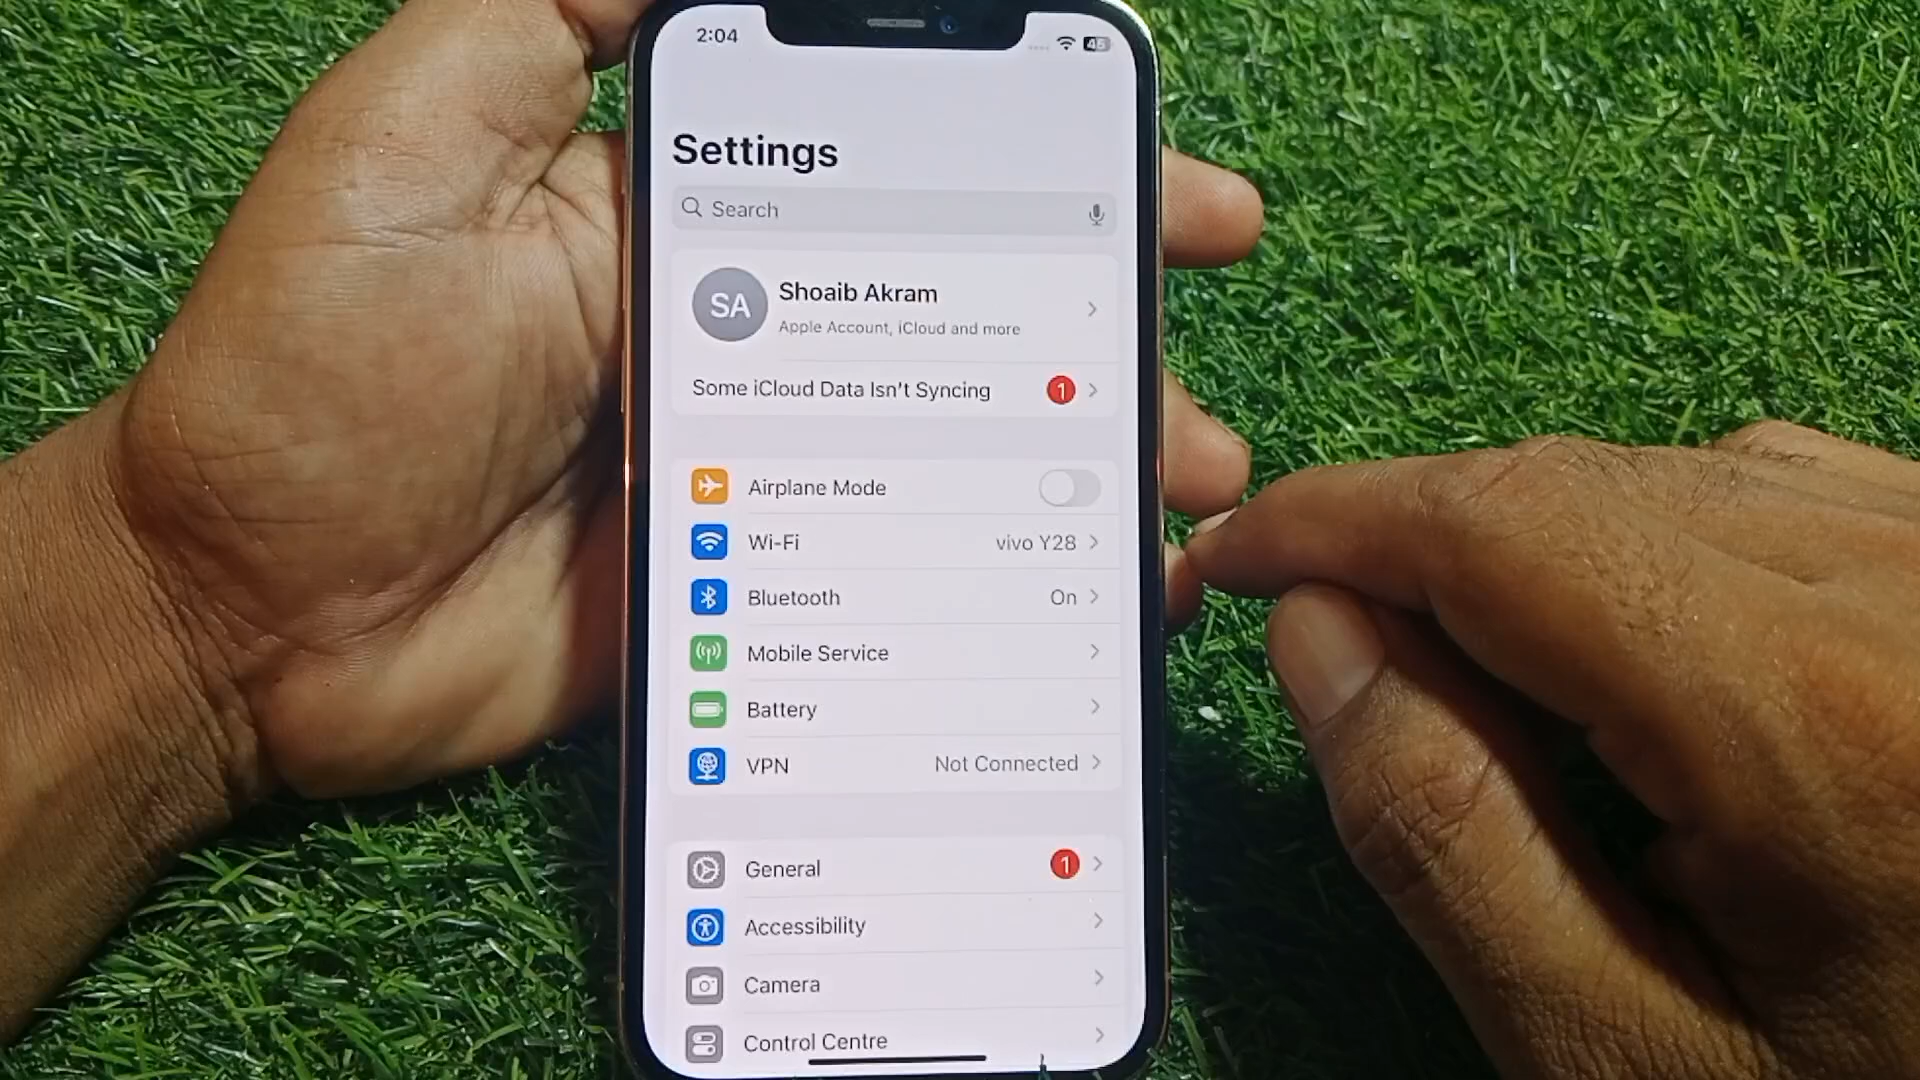 2:04
45
Settings
Search
SA
Shoaib Akram
Apple Account, iCloud and more
Some iCloud Data Isn't Syncing 1
Airplane Mode
Wi-Fi vivo Y28
Bluetooth On
Mobile Service
Battery
VPN Not Connected
General 1
Accessibility
Camera
Control Centre